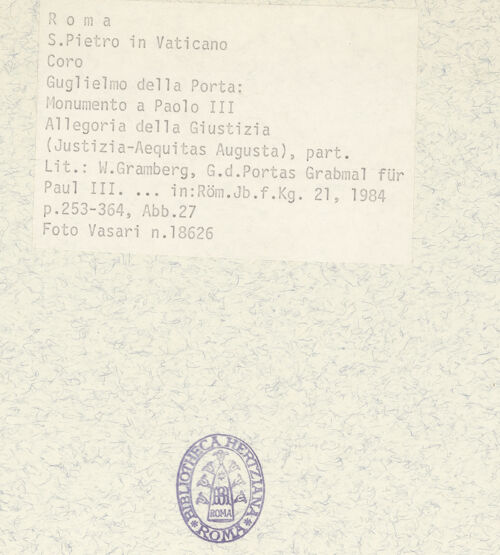 R o m a
S.Pietro in Vaticano
Coro
Guglielmo della Porta:
Monumento a Paolo III
Allegoria della Giustizia
(Justizia-Aequitas Augusta), part.
Lit.: W.Gramberg, G.d.Portas Grabmal für
Paul III. ... in:Röm.Jb.f.Kg. 21, 1984
p.253-364, Abb.27
Foto Vasari n.18626
BIBLIOTHECA HERTZIANA
ROMA
ROMA